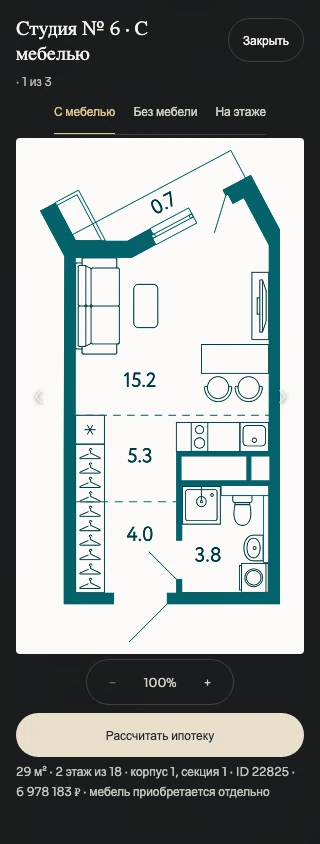 Студия № 6 · С
мебелью
Закрыть
· 1 из 3
С мебелью
Без мебели
На этаже
0.7
15.2
5.3
4.0
3.8
− 100% +
Рассчитать ипотеку
29 м² · 2 этаж из 18 · корпус 1, секция 1 · ID 22825 ·
6 978 183 ₽ · мебель приобретается отдельно